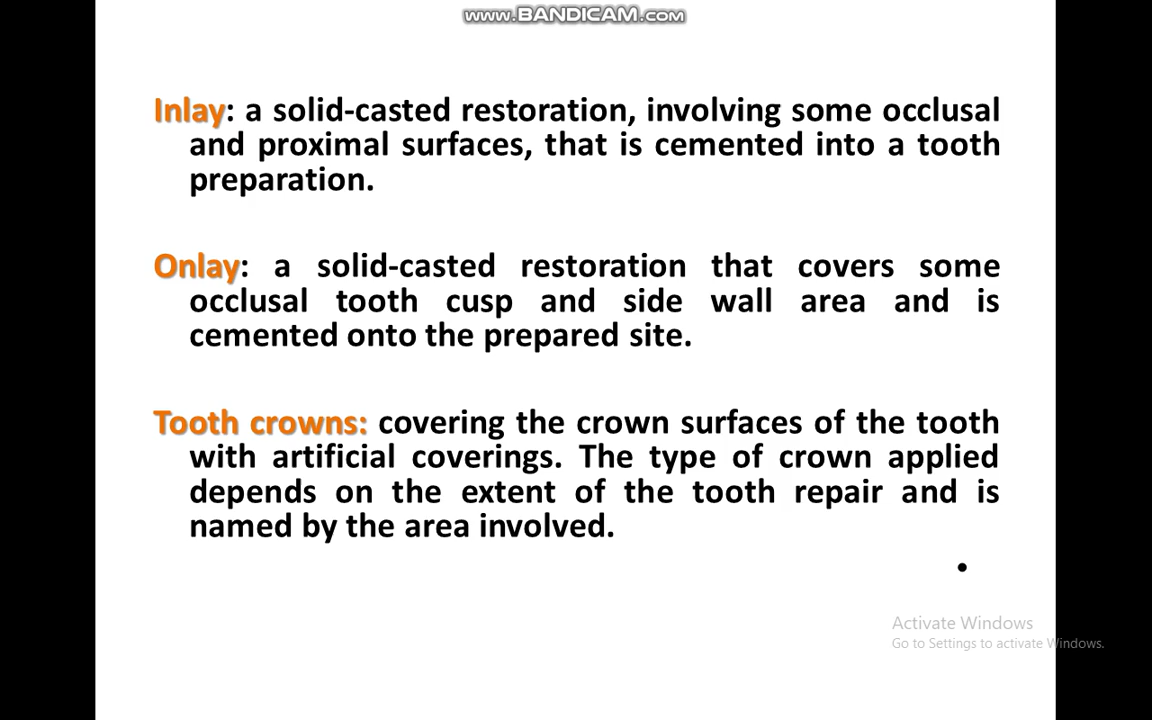 www.BANDICAM.com
Inlay: a solid-casted restoration, involving some occlusal
and proximal surfaces, that is cemented into a tooth
preparation.
Onlay: a solid-casted restoration that covers some
occlusal tooth cusp and side wall area and is
cemented onto the prepared site.
Tooth crowns: covering the crown surfaces of the tooth
with artificial coverings. The type of crown applied
depends on the extent of the tooth repair and is
named by the area involved.
Activate Windows
Go to Settings to activate Windows.